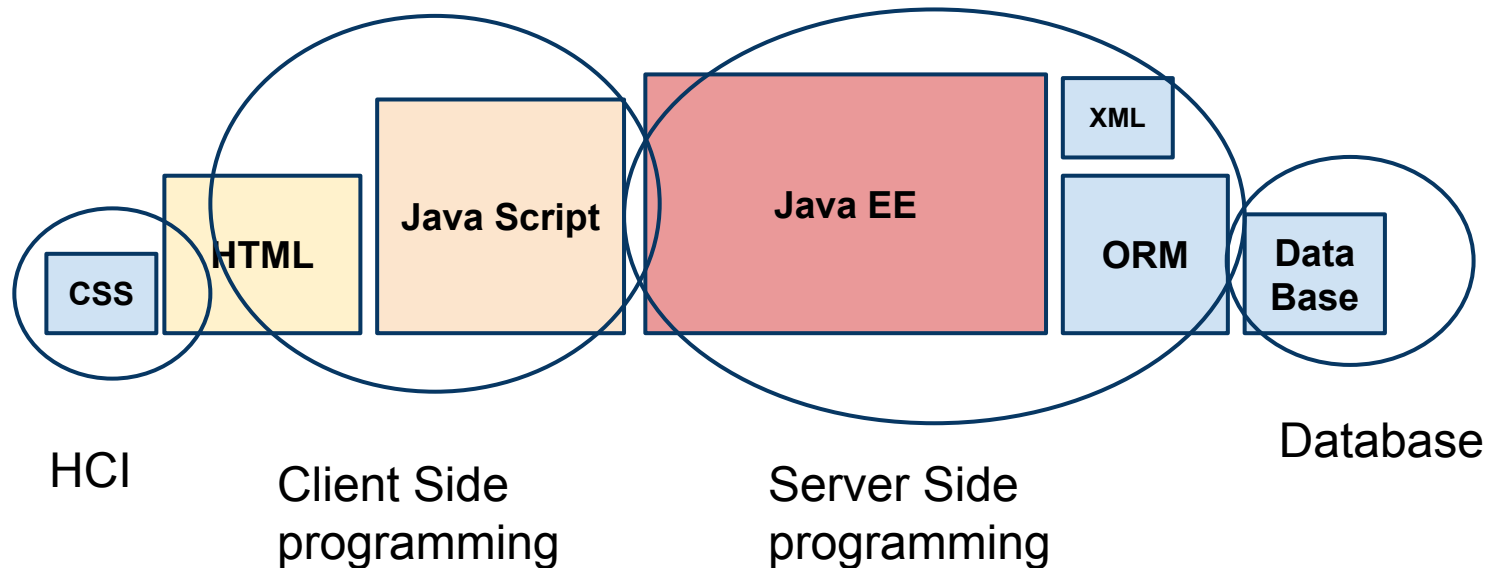 CSS
HTML
Java Script
Java EE
XML
ORM
Data
Base
HCI
Client Side
programming
Server Side
programming
Database